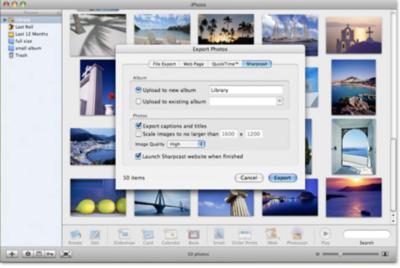 iPhoto
Library
Last Roll
Last 12 Months
full size
small album
Trash
Export Photos
File Export Web Page QuickTime™ Sharpcast
Album
Upload to new album Library
Upload to existing album
Photos
Export captions and titles
Scale images to no larger than 1600 x 1200
Image Quality: High
Launch Sharpcast website when finished
50 items Cancel Export
Rotate Edit Slideshow Card Calendar Book Email Order Prints Web Photocast Play Search
50 photos